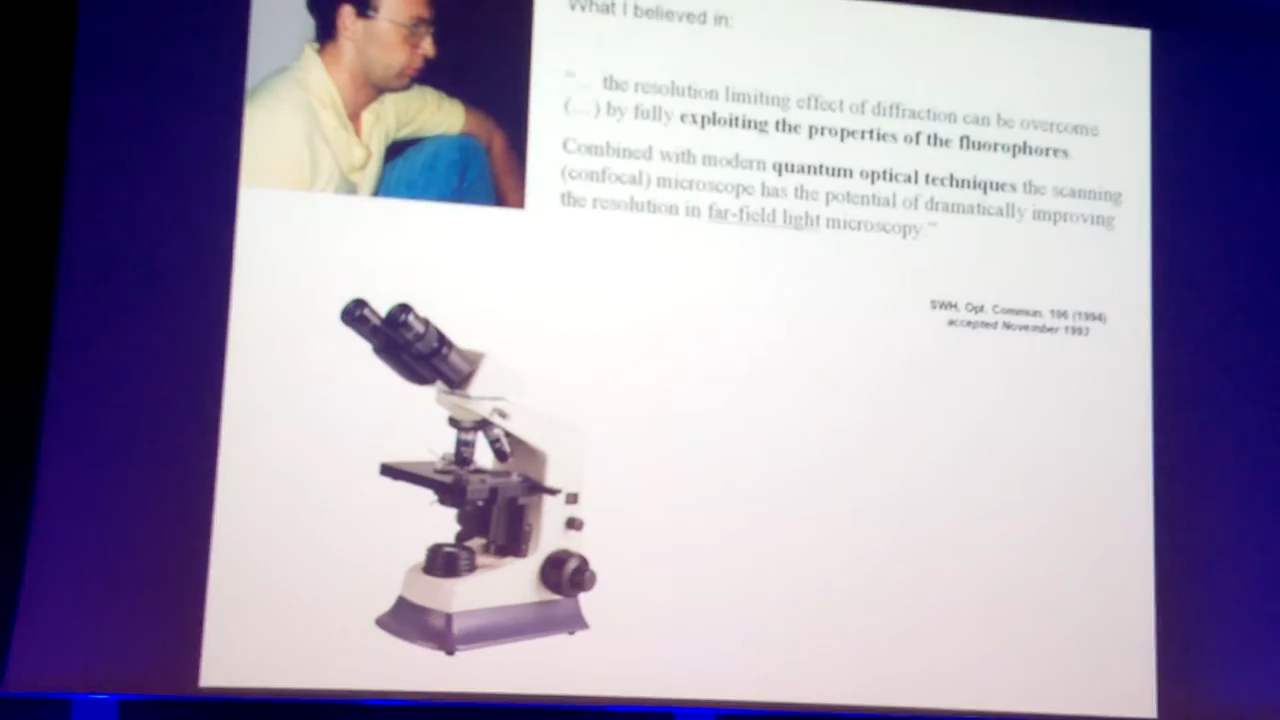 What I believed in:
“... the resolution limiting effect of diffraction can be overcome
(...) by fully exploiting the properties of the fluorophores.
Combined with modern quantum optical techniques the scanning
(confocal) microscope has the potential of dramatically improving
the resolution in far-field light microscopy.”
SWH, Opt. Commun. 106 (1994)
accepted November 1993